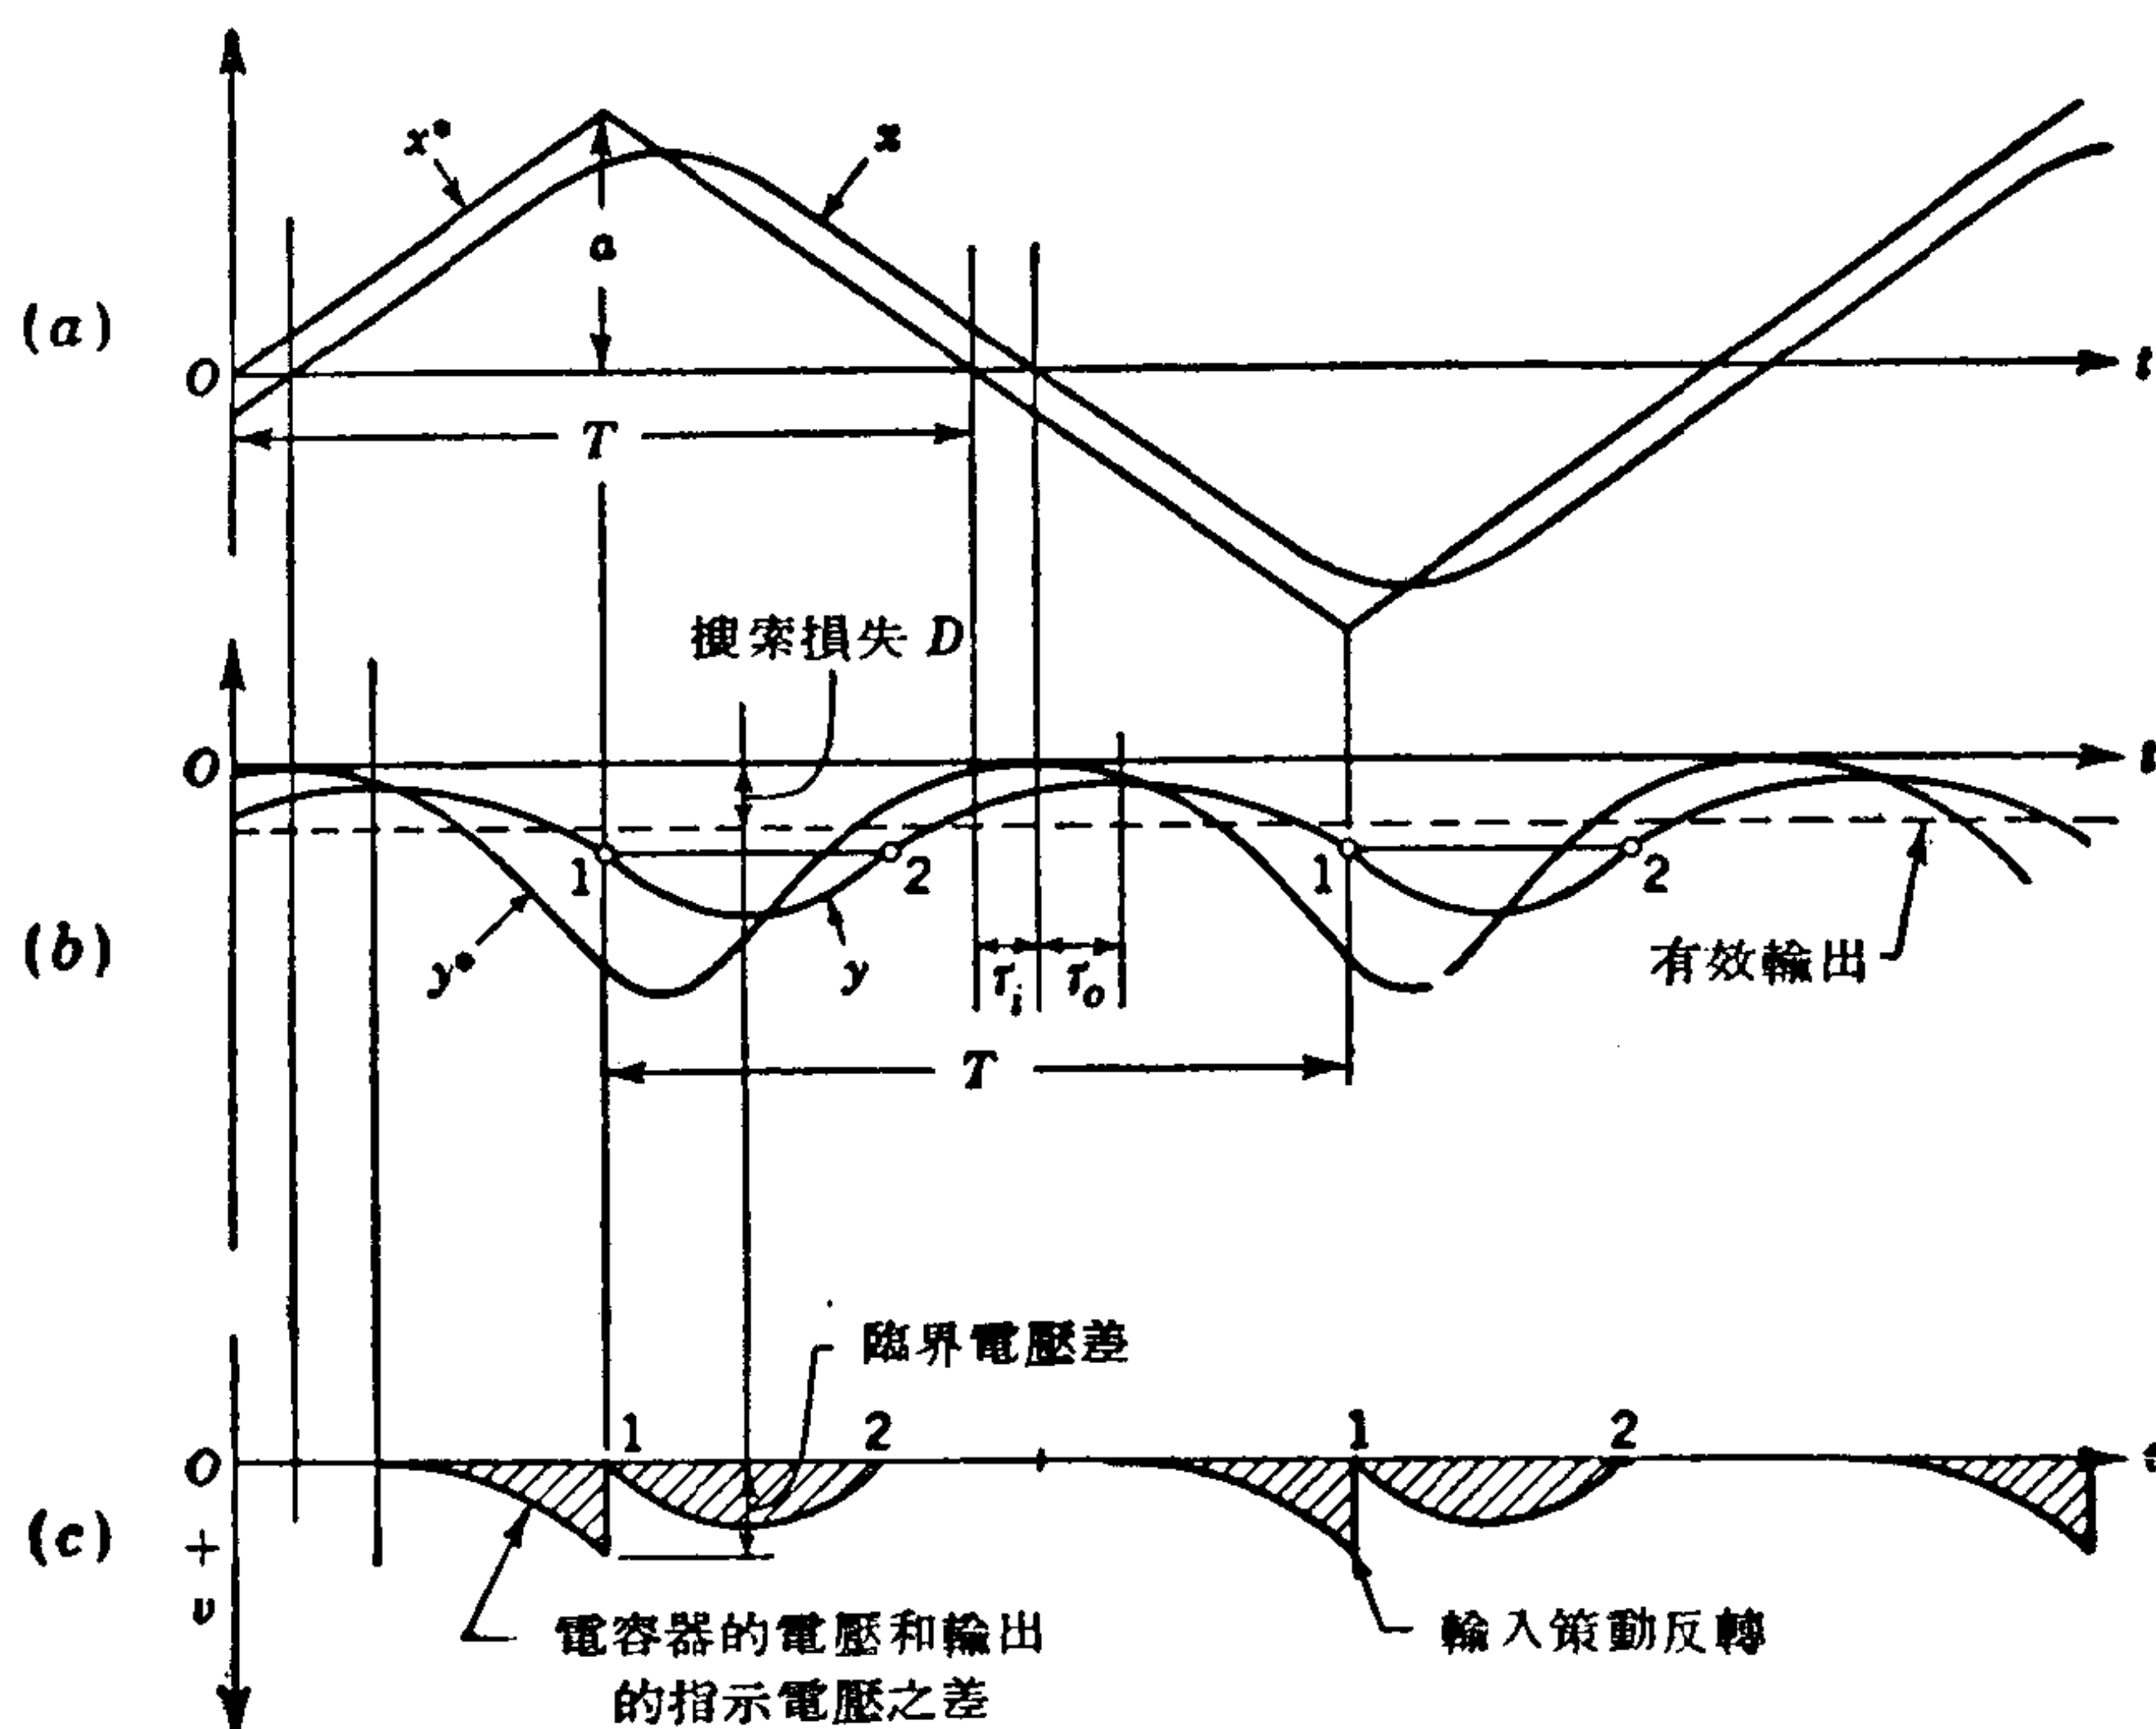 x*
x
a
(a)
O
t
T
搜索損失 D
O
t
1
2
1
2
y*
y
τi
τo
有效輸出
(b)
T
臨界電壓差
1
2
1
2
O
t
(c)
+
v
電容器的電壓和輸出
的指示電壓之差
輸入策動反轉